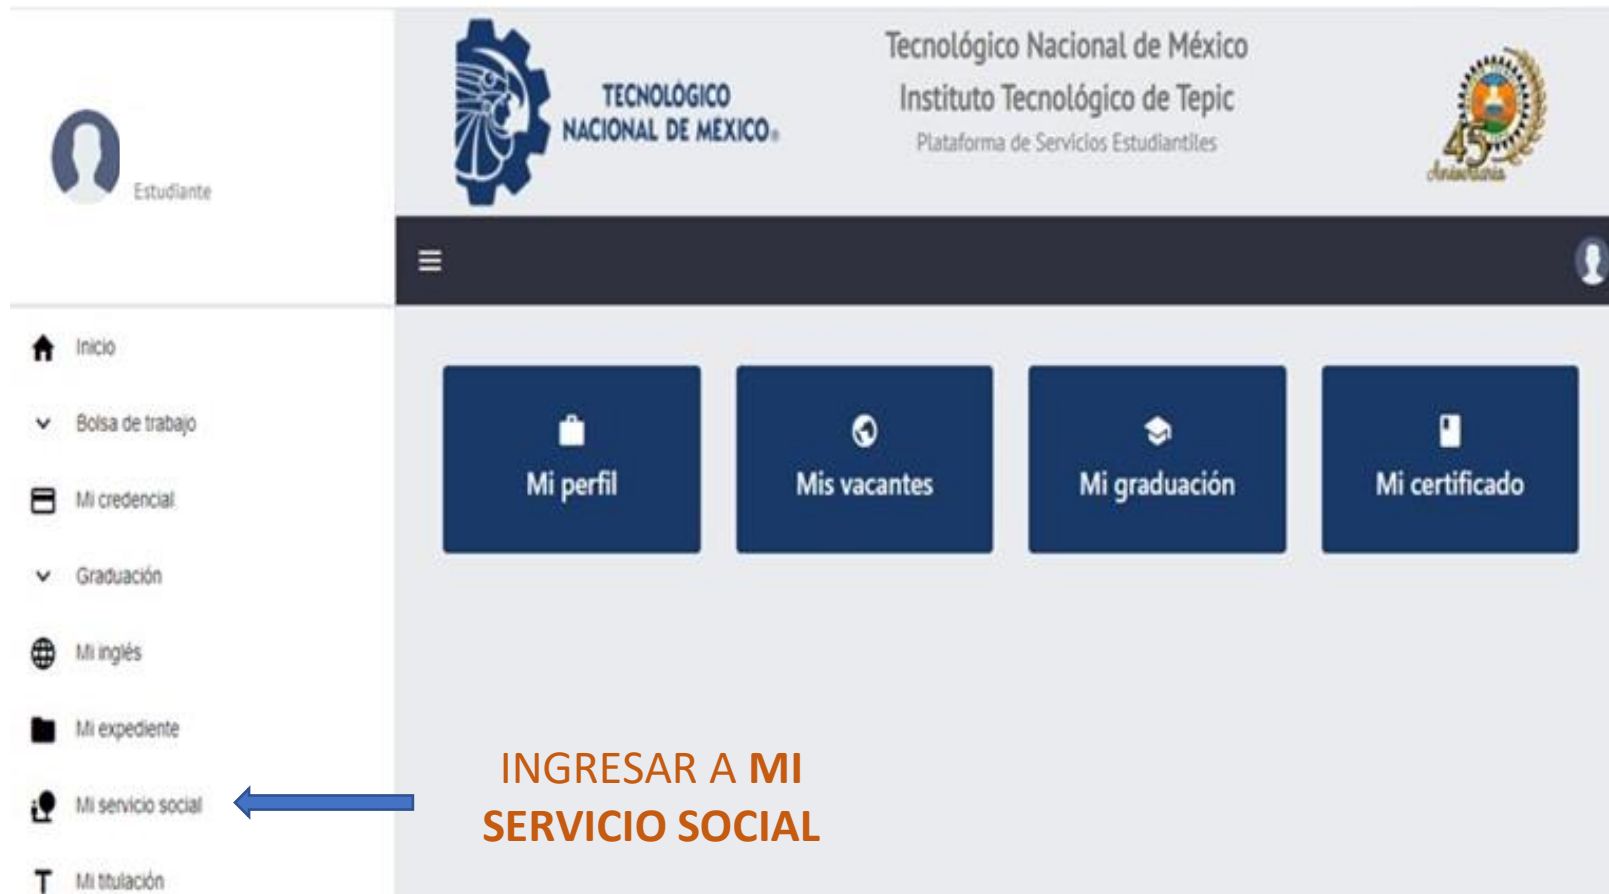 Estudiante
TECNOLÓGICO
NACIONAL DE MÉXICO®
Tecnológico Nacional de México
Instituto Tecnológico de Tepic
Plataforma de Servicios Estudiantiles
45
Aniversario
Inicio
Bolsa de trabajo
Mi credencial
Graduación
Mi inglés
Mi expediente
Mi servicio social
Mi titulación
Mi perfil
Mis vacantes
Mi graduación
Mi certificado
INGRESAR A MI
SERVICIO SOCIAL